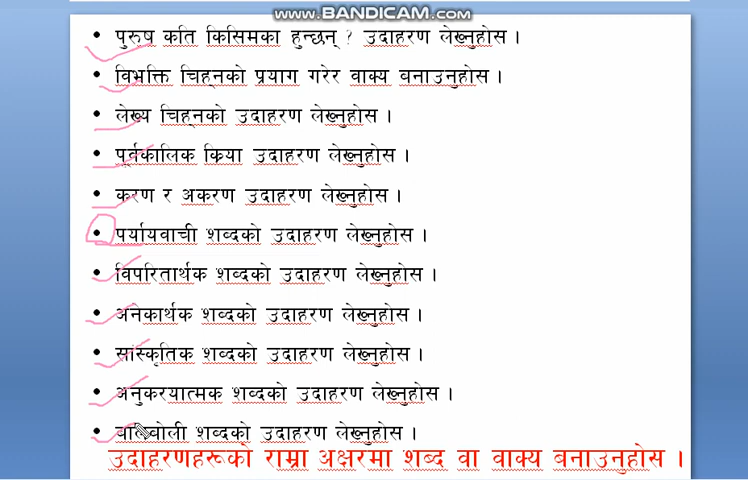 www.BANDICAM.com
• पुरुष कति किसिमका हुन्छन् ? उदाहरण लेख्नुहोस ।
• विभक्ति चिह्नको प्रयाग गरेर वाक्य बनाउनुहोस ।
• लेख्य चिह्नको उदाहरण लेख्नुहोस ।
• पूर्वकालिक क्रिया उदाहरण लेख्नुहोस ।
• करण र अकरण उदाहरण लेख्नुहोस ।
• पर्यायवाची शब्दको उदाहरण लेख्नुहोस ।
• विपरितार्थक शब्दको उदाहरण लेख्नुहोस ।
• अनेकार्थक शब्दको उदाहरण लेख्नुहोस ।
• सांस्कृतिक शब्दको उदाहरण लेख्नुहोस ।
• अनुकरयात्मक शब्दको उदाहरण लेख्नुहोस ।
• शब्दको उदाहरण लेख्नुहोस ।
उदाहरणहरूको राम्रा अक्षरमा शब्द वा वाक्य बनाउनुहोस ।